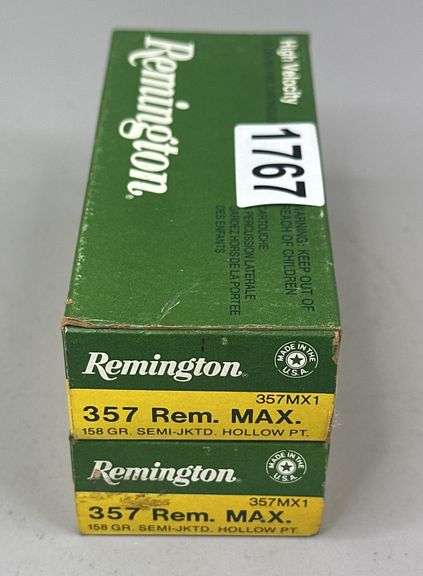 Remington®
High Velocity
1767
WARNING: KEEP OUT OF
REACH OF CHILDREN
CARTOUCHE
PERCUSSION LATERALE
GARDEZ HORS DE LA PORTEE
DES ENFANTS
Remington®
MADE IN THE
U.S.A.
357MX1
357 Rem. MAX.
158 GR. SEMI-JKTD. HOLLOW PT.
Remington®
MADE IN THE
U.S.A.
357MX1
357 Rem. MAX.
158 GR. SEMI-JKTD. HOLLOW PT.